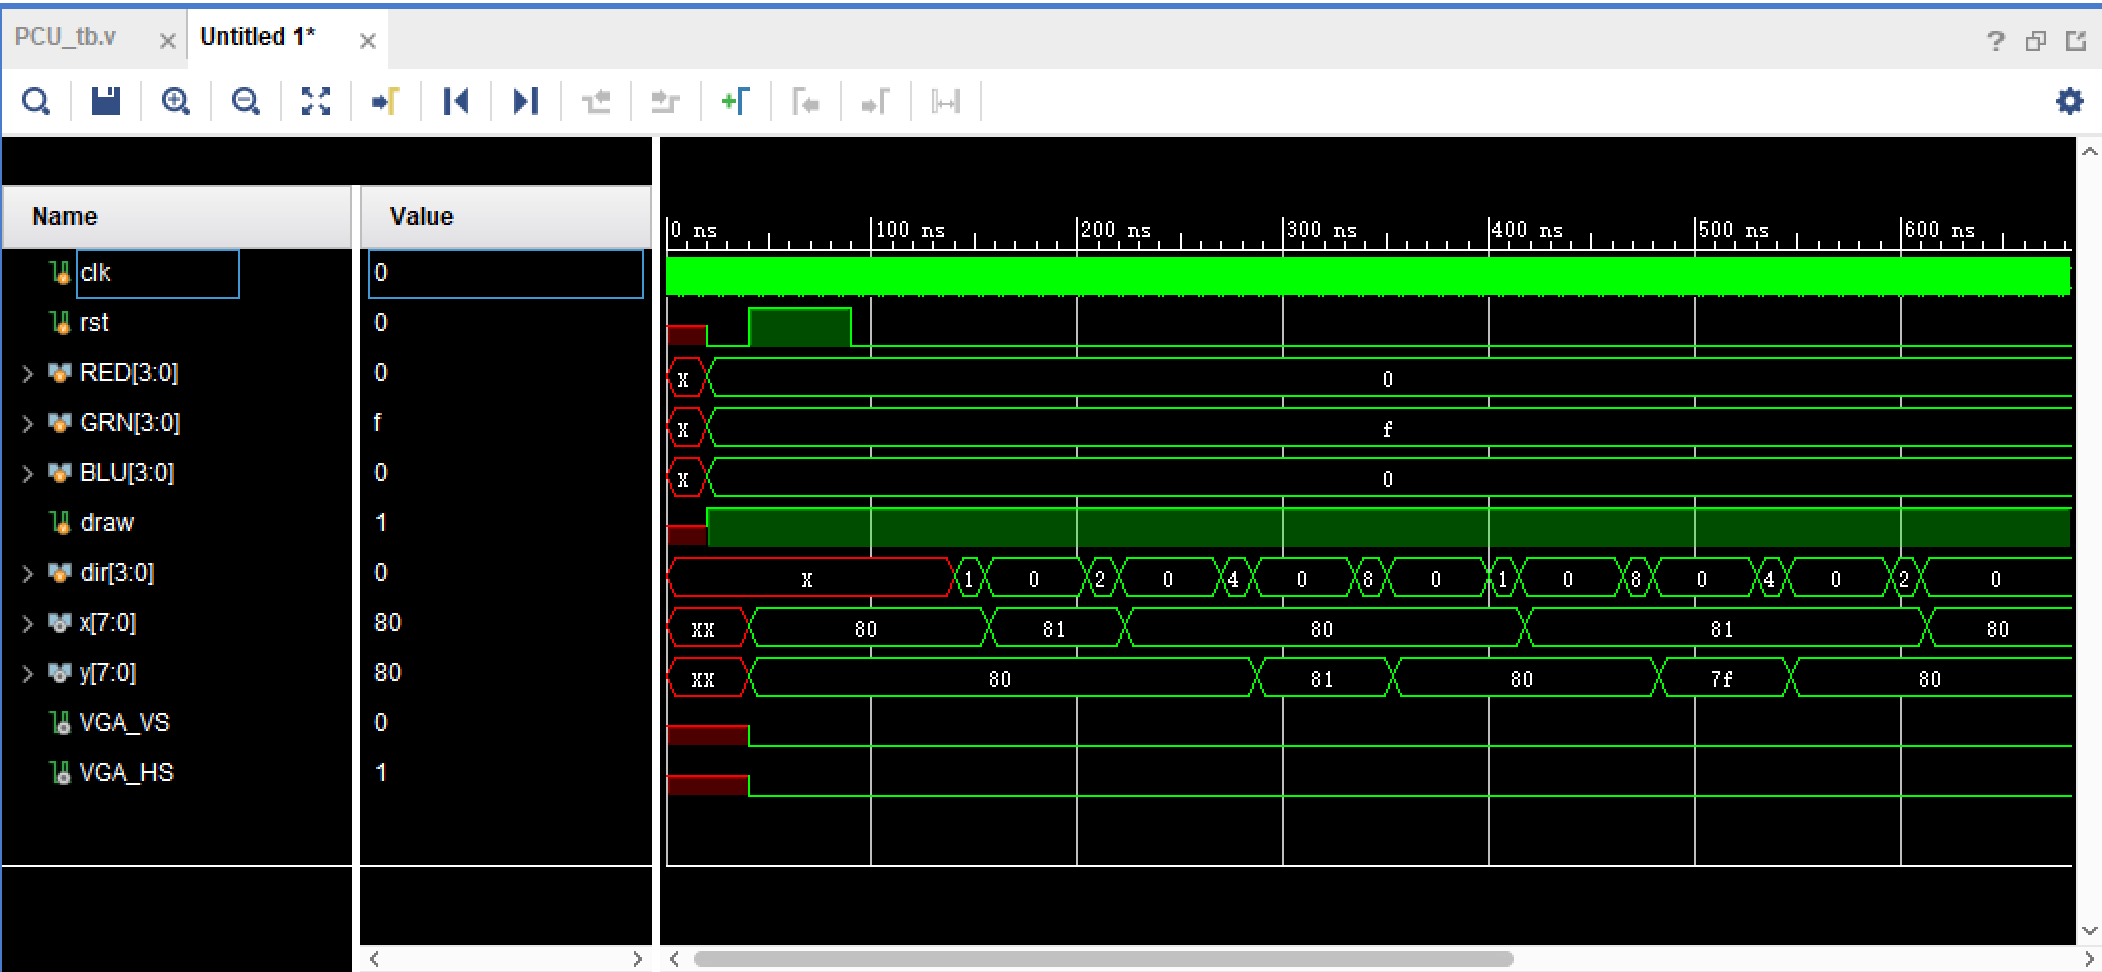 PCU_tb.v × Untitled 1* × ?
Name Value 0 ns 100 ns 200 ns 300 ns 400 ns 500 ns 600 ns
clk 0
rst 0
RED[3:0] 0 X 0
GRN[3:0] f X f
BLU[3:0] 0 X 0
draw 1
dir[3:0] 0 X 1 0 2 0 4 0 8 0 1 0 8 0 4 0 2 0
x[7:0] 80 XX 80 81 80 81 80
y[7:0] 80 XX 80 81 80 7f 80
VGA_VS 0
VGA_HS 1